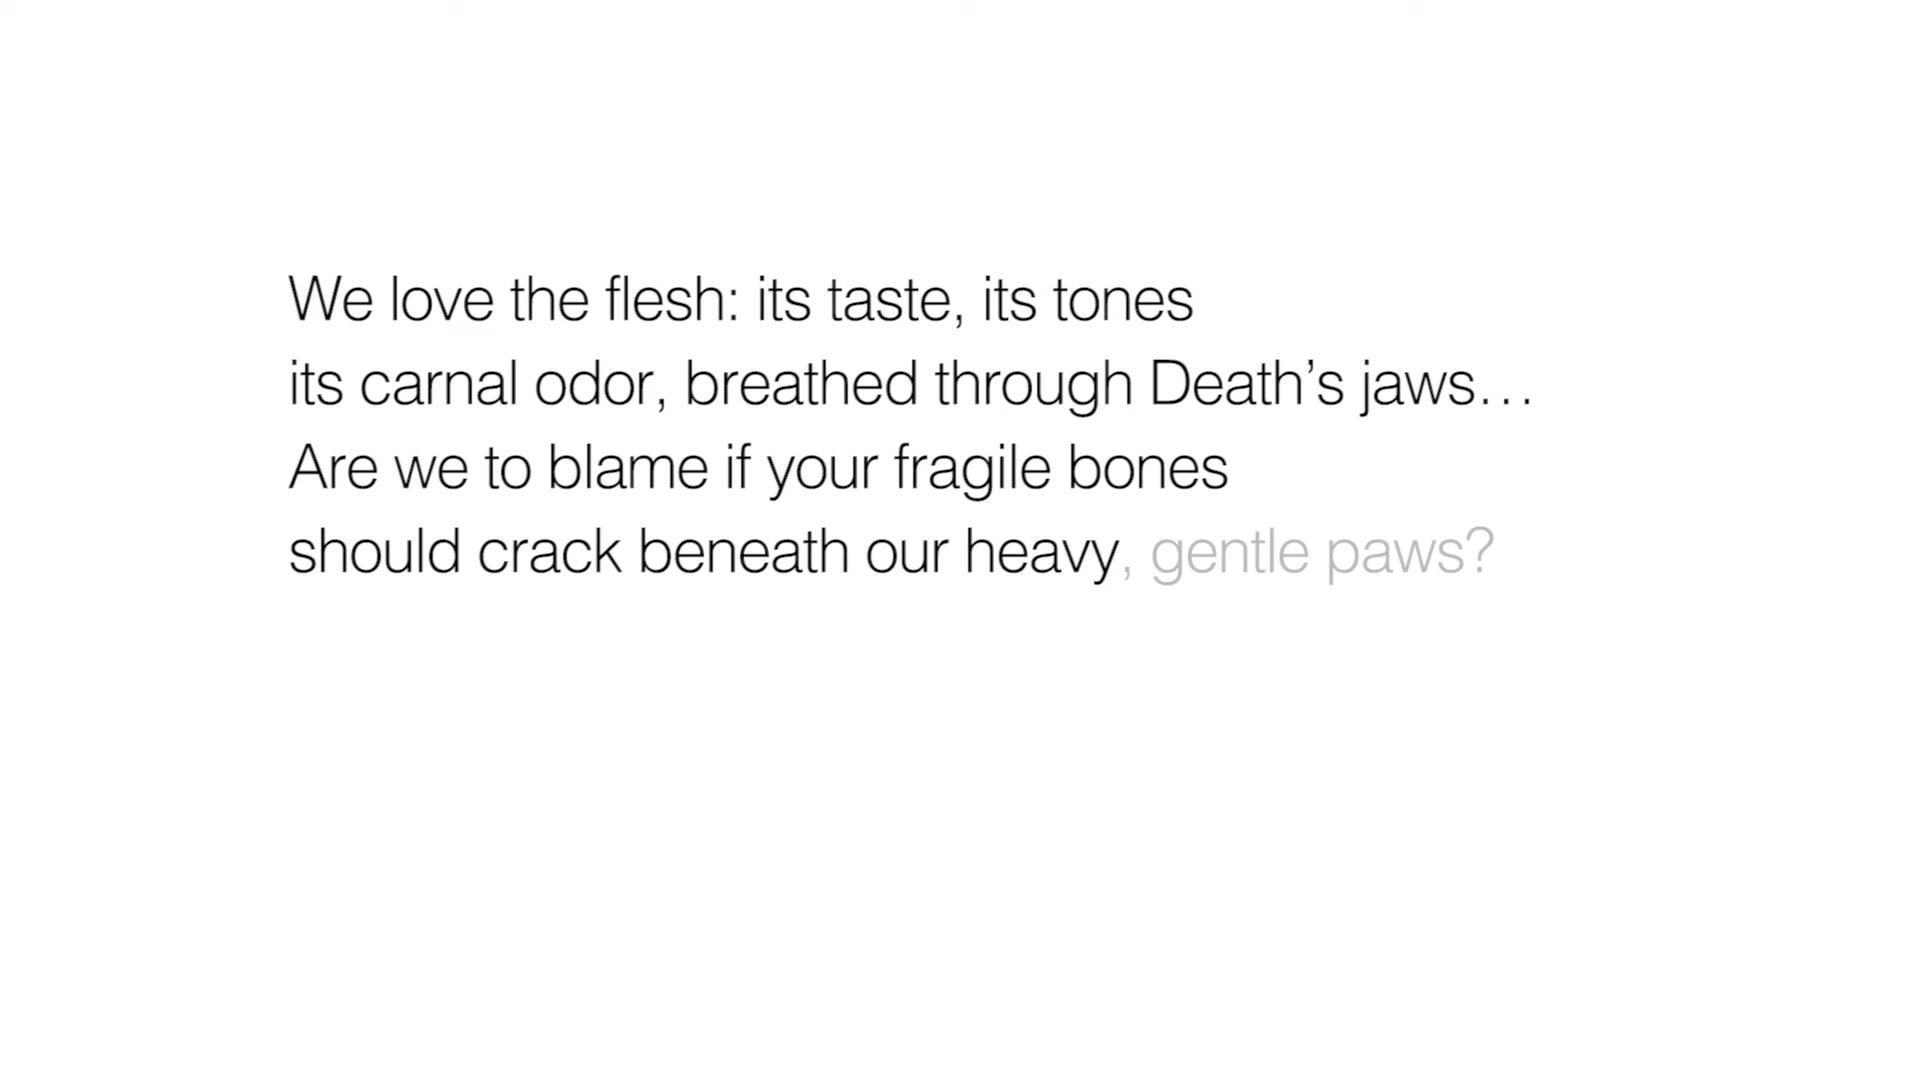 We love the flesh: its taste, its tones
its carnal odor, breathed through Death’s jaws…
Are we to blame if your fragile bones
should crack beneath our heavy, gentle paws?